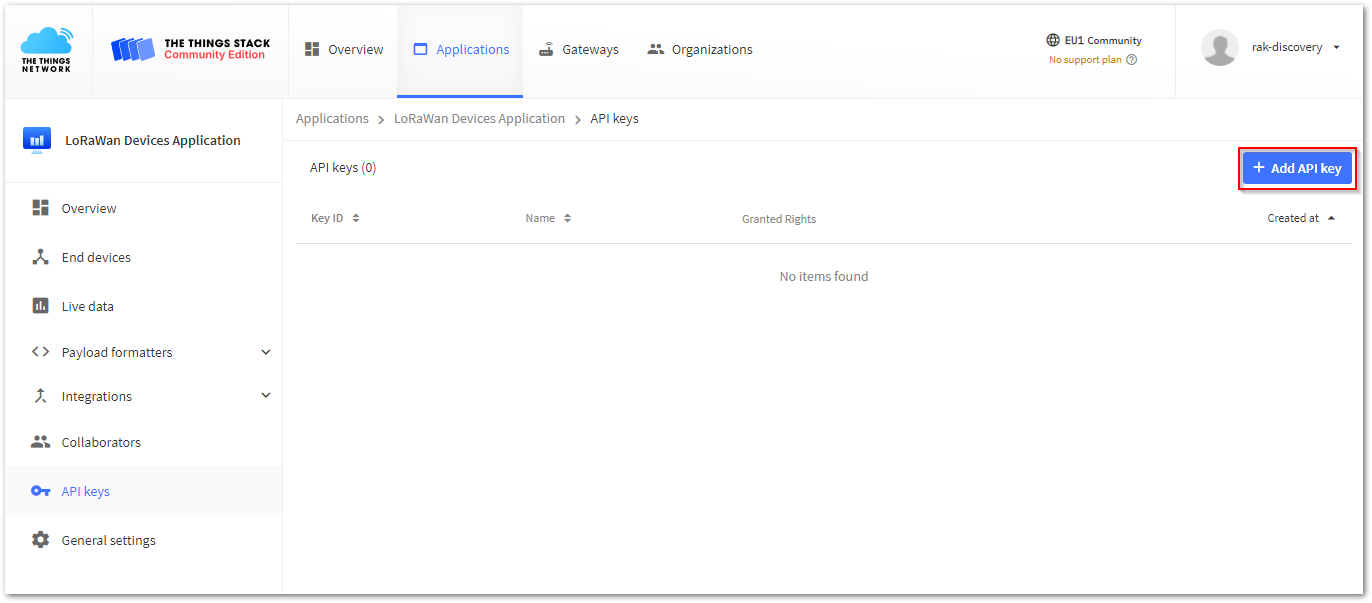 THE THINGS
NETWORK
THE THINGS STACK
Community Edition
Overview
Applications
Gateways
Organizations
EU1 Community
No support plan
rak-discovery
LoRaWan Devices Application
Overview
End devices
Live data
Payload formatters
Integrations
Collaborators
API keys
General settings
Applications > LoRaWan Devices Application > API keys
API keys (0)
+ Add API key
Key ID Name Granted Rights Created at
No items found